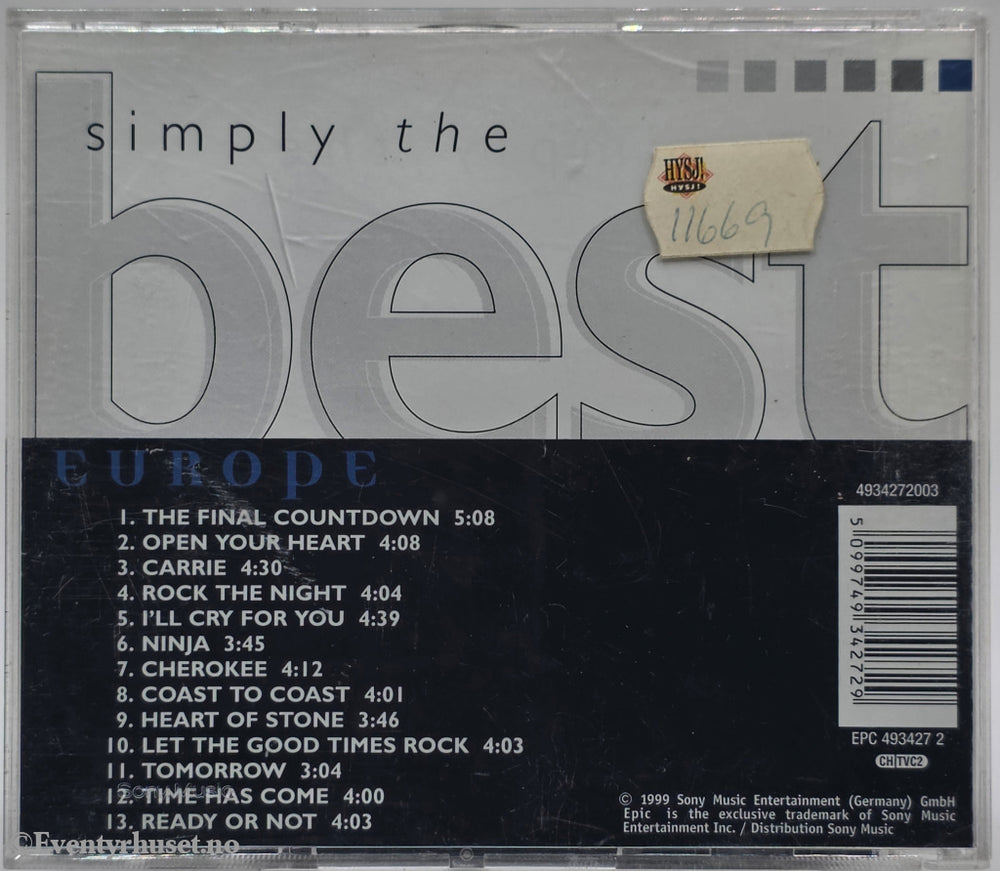 simply the
best
HYSJ!
HYSJ!
11669
EUROPE
4934272003
1. THE FINAL COUNTDOWN 5:08
2. OPEN YOUR HEART 4:08
3. CARRIE 4:30
4. ROCK THE NIGHT 4:04
5. I'LL CRY FOR YOU 4:39
6. NINJA 3:45
7. CHEROKEE 4:12
8. COAST TO COAST 4:01
9. HEART OF STONE 3:46
10. LET THE GOOD TIMES ROCK 4:03
11. TOMORROW 3:04
12. TIME HAS COME 4:00
13. READY OR NOT 4:03
5099749342729
EPC 493427 2
CH TVC2
© 1999 Sony Music Entertainment (Germany) GmbH
Epic is the exclusive trademark of Sony Music
Entertainment Inc. / Distribution Sony Music
Sony Music
©Eventyrhuset.no